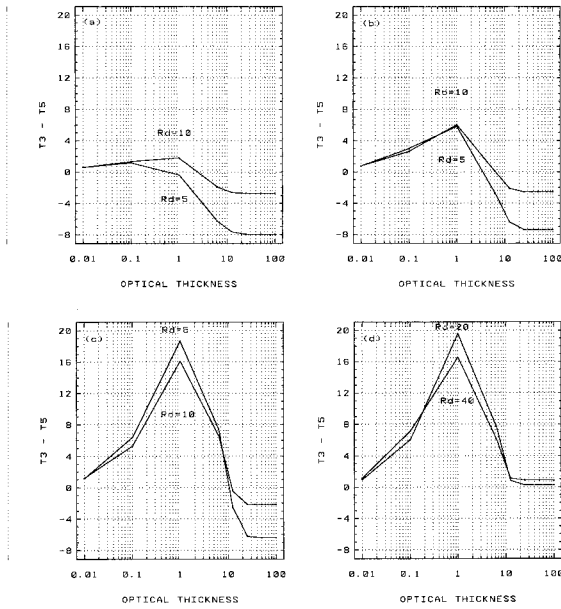 20
(a)
16
12
8
Rd=10
4
0
Rd=5
-4
-8
0.01 0.1 1 10 100
OPTICAL THICKNESS
T3 - T5
20
(b)
16
12
Rd=10
8
4
Rd=5
0
-4
-8
0.01 0.1 1 10 100
OPTICAL THICKNESS
T3 - T5
20
(c)
Rd=5
16
12
Rd=10
8
4
0
-4
-8
0.01 0.1 1 10 100
OPTICAL THICKNESS
T3 - T5
20
(d)
Rd=20
16
12
Rd=40
8
4
0
-4
-8
0.01 0.1 1 10 100
OPTICAL THICKNESS
T3 - T5